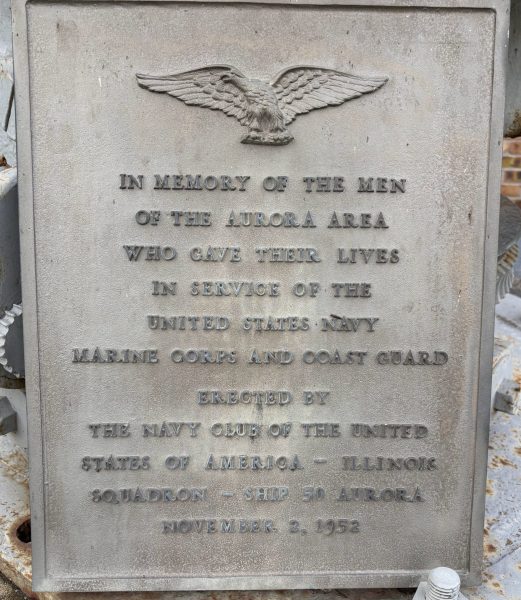 IN MEMORY OF THE MEN
OF THE AURORA AREA
WHO GAVE THEIR LIVES
IN SERVICE OF THE
UNITED STATES NAVY
MARINE CORPS AND COAST GUARD
ERECTED BY
THE NAVY CLUB OF THE UNITED
STATES OF AMERICA – ILLINOIS
SQUADRON – SHIP 50 AURORA
NOVEMBER 2, 1952